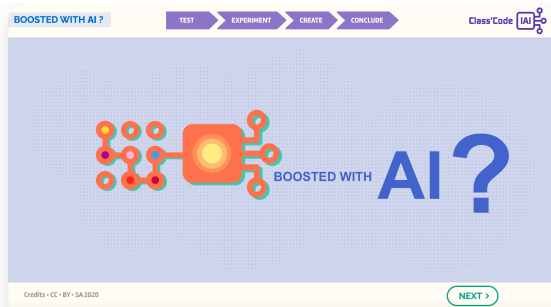 BOOSTED WITH AI ?
TEST
EXPERIMENT
CREATE
CONCLUDE
Class'Code IAI
BOOSTED WITH AI?
Credits • CC • BY • SA 2020
NEXT >